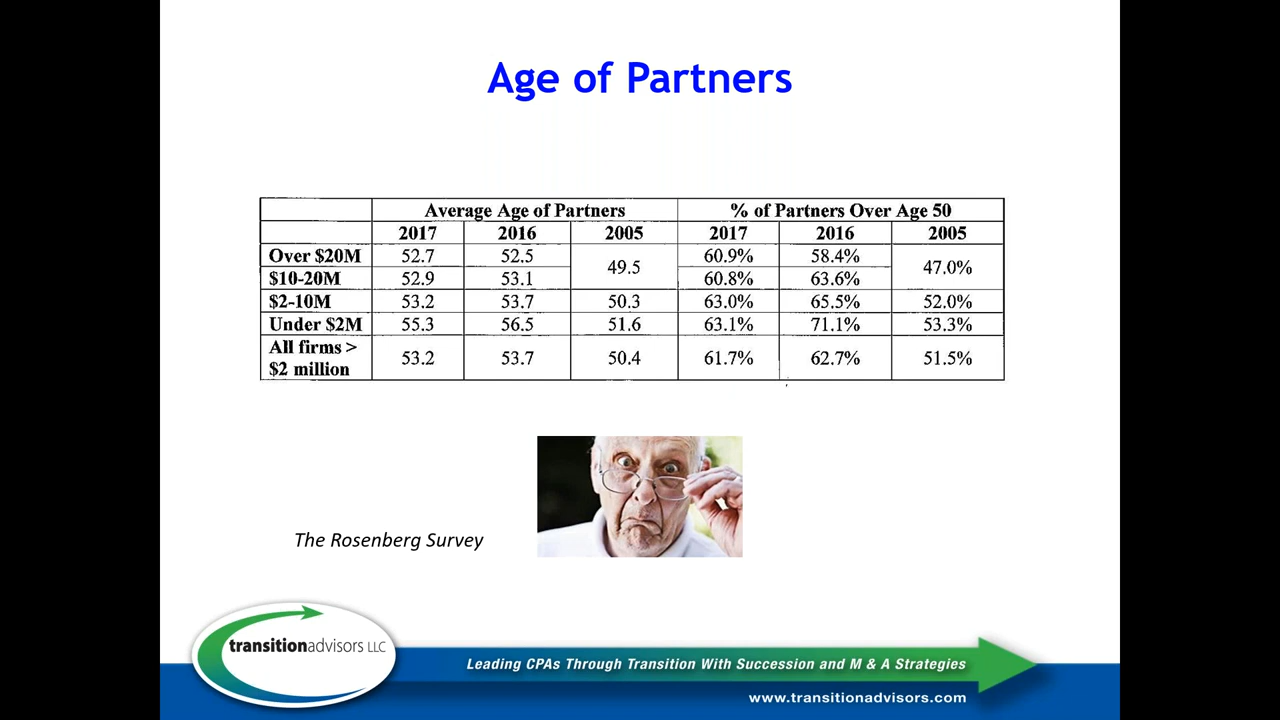 Age of Partners
Average Age of Partners % of Partners Over Age 50
2017 2016 2005 2017 2016 2005
Over $20M 52.7 52.5 49.5 60.9% 58.4% 47.0%
$10-20M 52.9 53.1 60.8% 63.6%
$2-10M 53.2 53.7 50.3 63.0% 65.5% 52.0%
Under $2M 55.3 56.5 51.6 63.1% 71.1% 53.3%
All firms >
$2 million 53.2 53.7 50.4 61.7% 62.7% 51.5%
The Rosenberg Survey
transitionadvisors LLC
Leading CPAs Through Transition With Succession and M & A Strategies
www.transitionadvisors.com